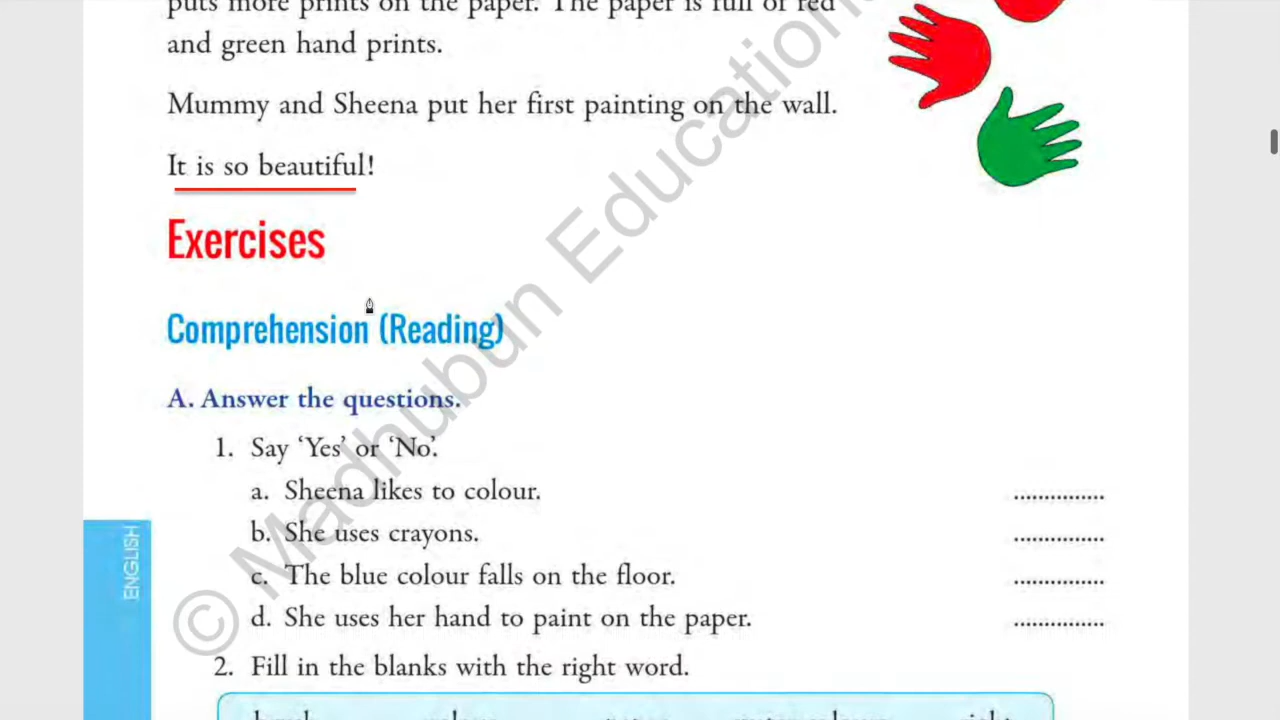 puts more prints on the paper. The paper is full of red
and green hand prints.
Mummy and Sheena put her first painting on the wall.
It is so beautiful!
Exercises
Comprehension (Reading)
A. Answer the questions.
1. Say ‘Yes’ or ‘No’.
a. Sheena likes to colour. ...............
b. She uses crayons. ...............
c. The blue colour falls on the floor. ...............
d. She uses her hand to paint on the paper. ...............
2. Fill in the blanks with the right word.
ENGLISH
© Madhubun Education